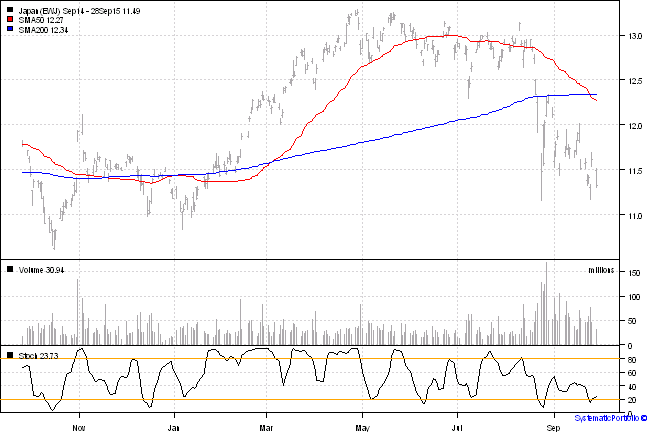 Japan (EWJ) Sep14 - 28Sep15 11.49
SMA50 12.27
SMA200 12.34
13.0
12.5
12.0
11.5
11.0
Volume 30.94
millions
150
100
50
0
Stoch 23.73
80
60
40
20
0
Nov Jan Mar May Jul Sep
SystematicPortfolio ©